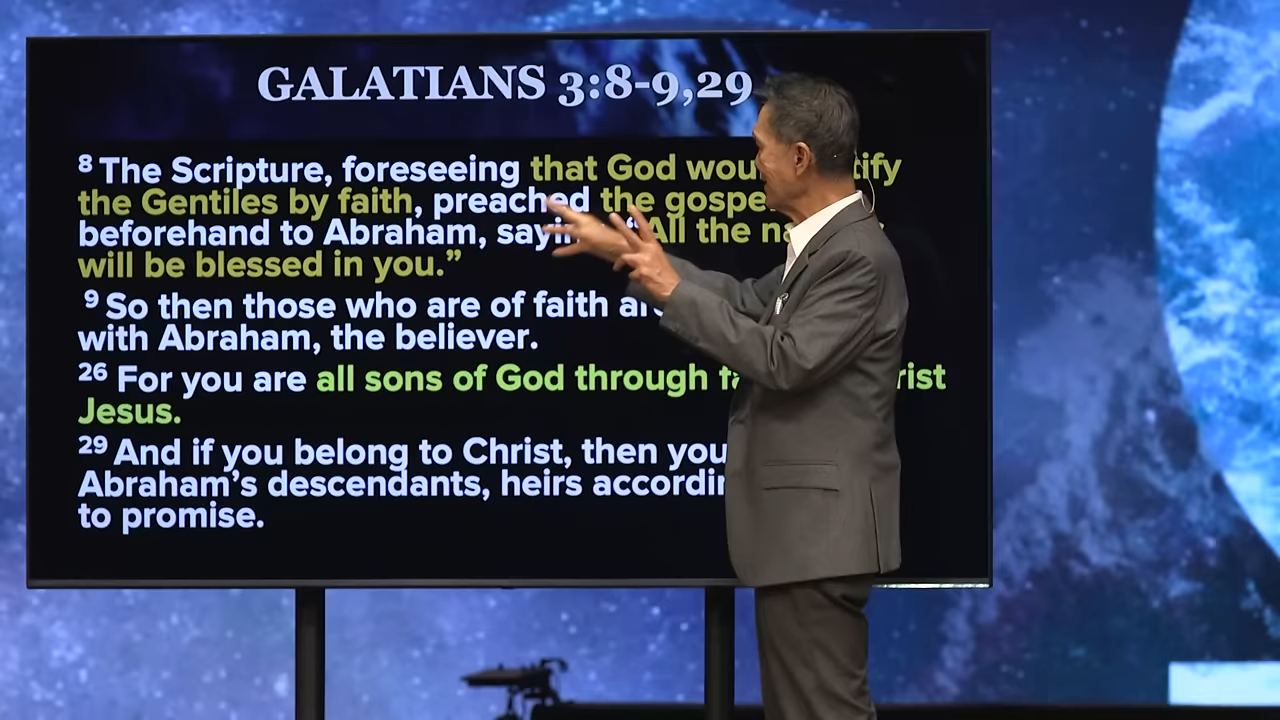 GALATIANS 3:8-9,29
8 The Scripture, foreseeing that God
the Gentiles by faith, preached the
beforehand to Abraham, "All the
will be blessed in you.”
9 So then those who are of faith
with Abraham, the believer.
26 For you are all sons of God through
Jesus.
29 And if you belong to Christ, then you
Abraham’s descendants, heirs
to promise.